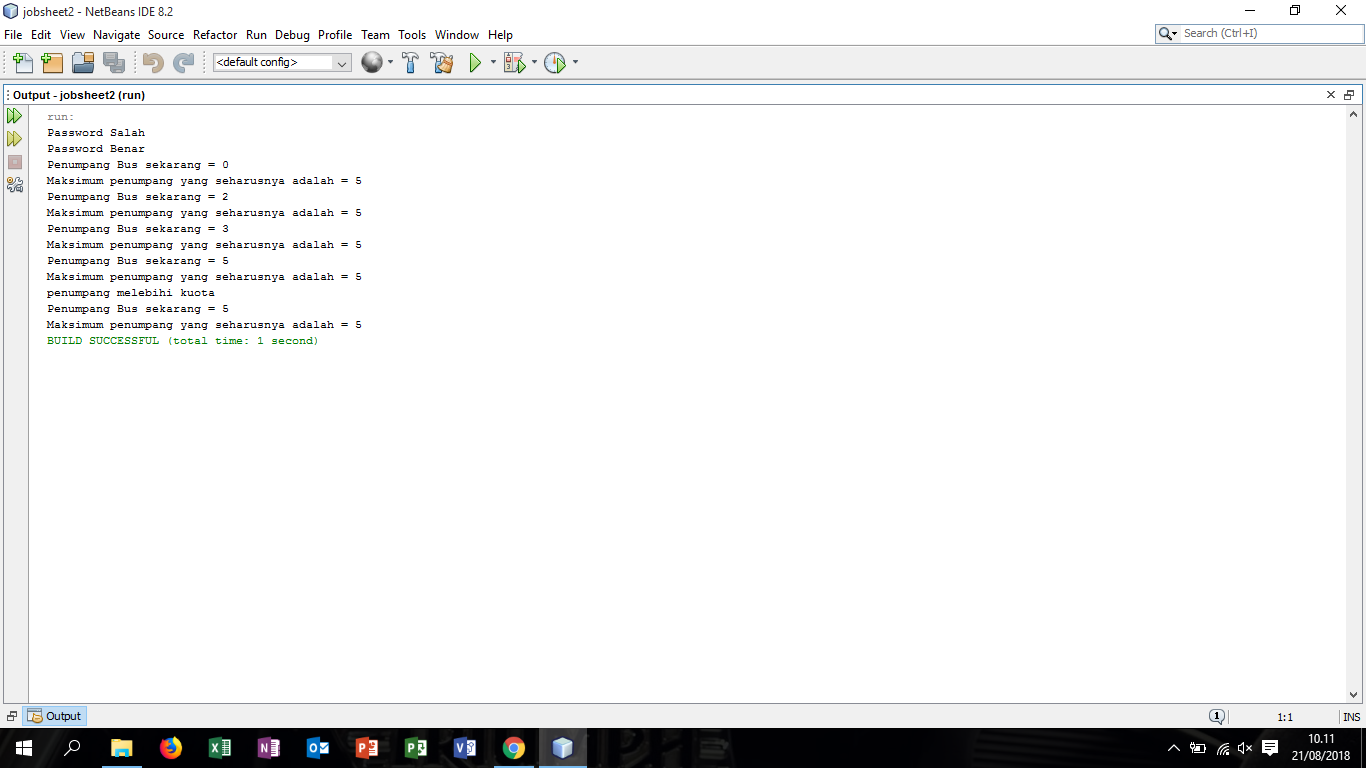 jobsheet2 - NetBeans IDE 8.2
File Edit View Navigate Source Refactor Run Debug Profile Team Tools Window Help
Search (Ctrl+I)
<default config>
Output - jobsheet2 (run)
run:
Password Salah
Password Benar
Penumpang Bus sekarang = 0
Maksimum penumpang yang seharusnya adalah = 5
Penumpang Bus sekarang = 2
Maksimum penumpang yang seharusnya adalah = 5
Penumpang Bus sekarang = 3
Maksimum penumpang yang seharusnya adalah = 5
Penumpang Bus sekarang = 5
Maksimum penumpang yang seharusnya adalah = 5
penumpang melebihi kuota
Penumpang Bus sekarang = 5
Maksimum penumpang yang seharusnya adalah = 5
BUILD SUCCESSFUL (total time: 1 second)
Output
1
1:1
INS
10.11
21/08/2018